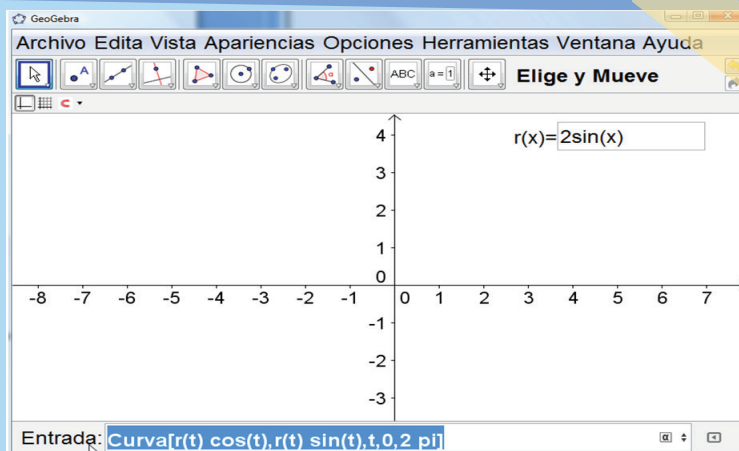 GeoGebra
Archivo Edita Vista Apariencias Opciones Herramientas Ventana Ayuda
A ABC a=1 Elige y Mueve
r(x)= 2sin(x)
4
3
2
1
0
-8 -7 -6 -5 -4 -3 -2 -1 0 1 2 3 4 5 6 7
-1
-2
-3
Entrada: Curva[r(t) cos(t),r(t) sin(t),t,0,2 pi] α